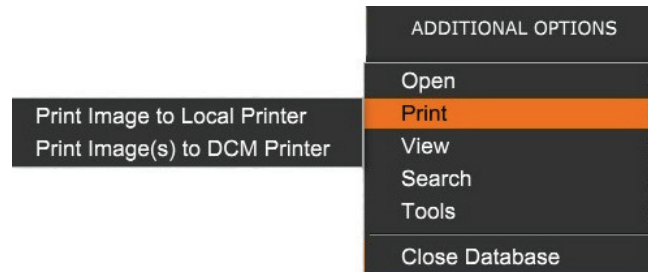 ADDITIONAL OPTIONS
Open
Print
Print Image to Local Printer
Print Image(s) to DCM Printer
View
Search
Tools
Close Database